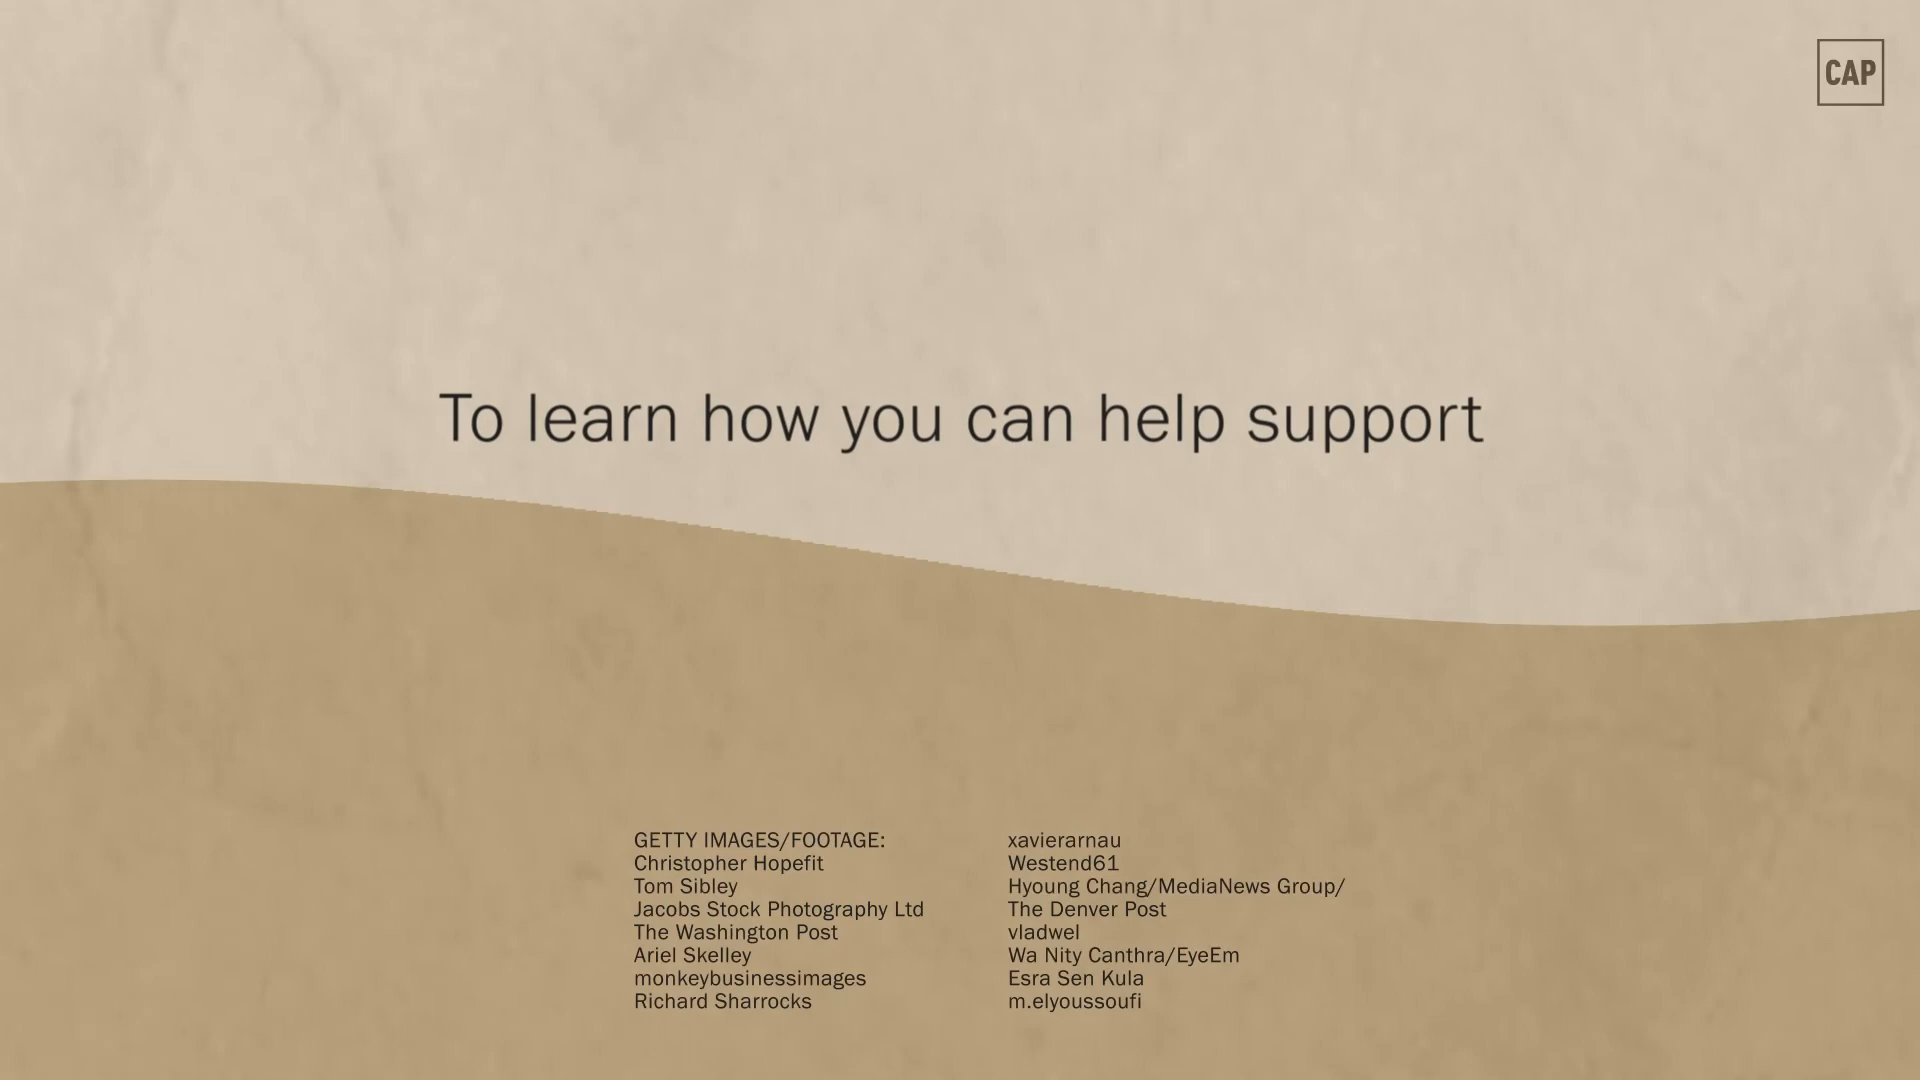 CAP
To learn how you can help support
GETTY IMAGES/FOOTAGE:
Christopher Hopefit
Tom Sibley
Jacobs Stock Photography Ltd
The Washington Post
Ariel Skelley
monkeybusinessimages
Richard Sharrocks
xavierarnau
Westend61
Hyoung Chang/MediaNews Group/
The Denver Post
vladwel
Wa Nity Canthra/EyeEm
Esra Sen Kula
m.elyoussoufi